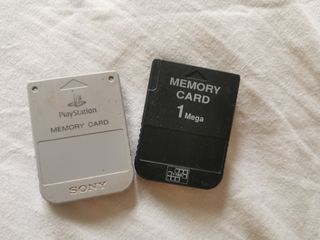 PlayStation
MEMORY CARD
SONY
MEMORY
CARD
1 Mega